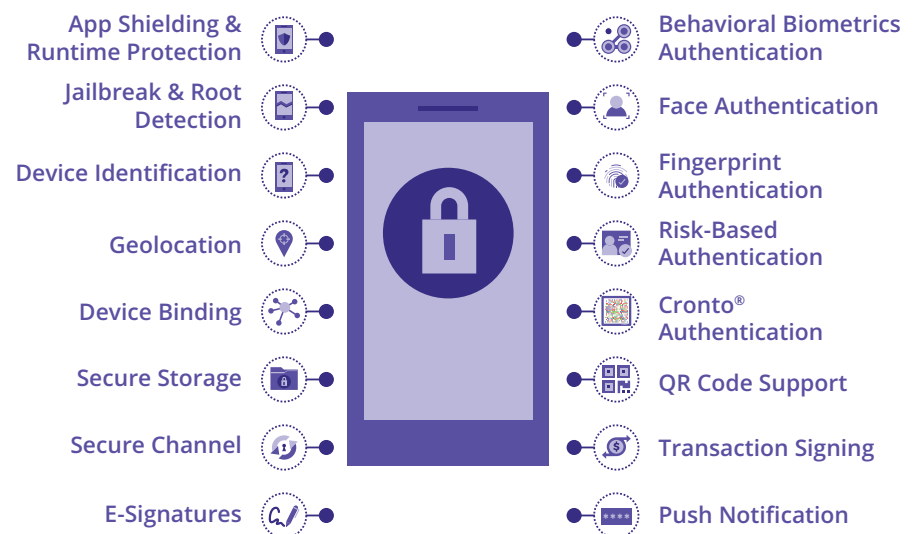 App Shielding &
Runtime Protection
Jailbreak & Root
Detection
Device Identification
?
Geolocation
Device Binding
Secure Storage
Secure Channel
E-Signatures
Behavioral Biometrics
Authentication
Face Authentication
Fingerprint
Authentication
Risk-Based
Authentication
Cronto®
Authentication
QR Code Support
Transaction Signing
$
Push Notification
****